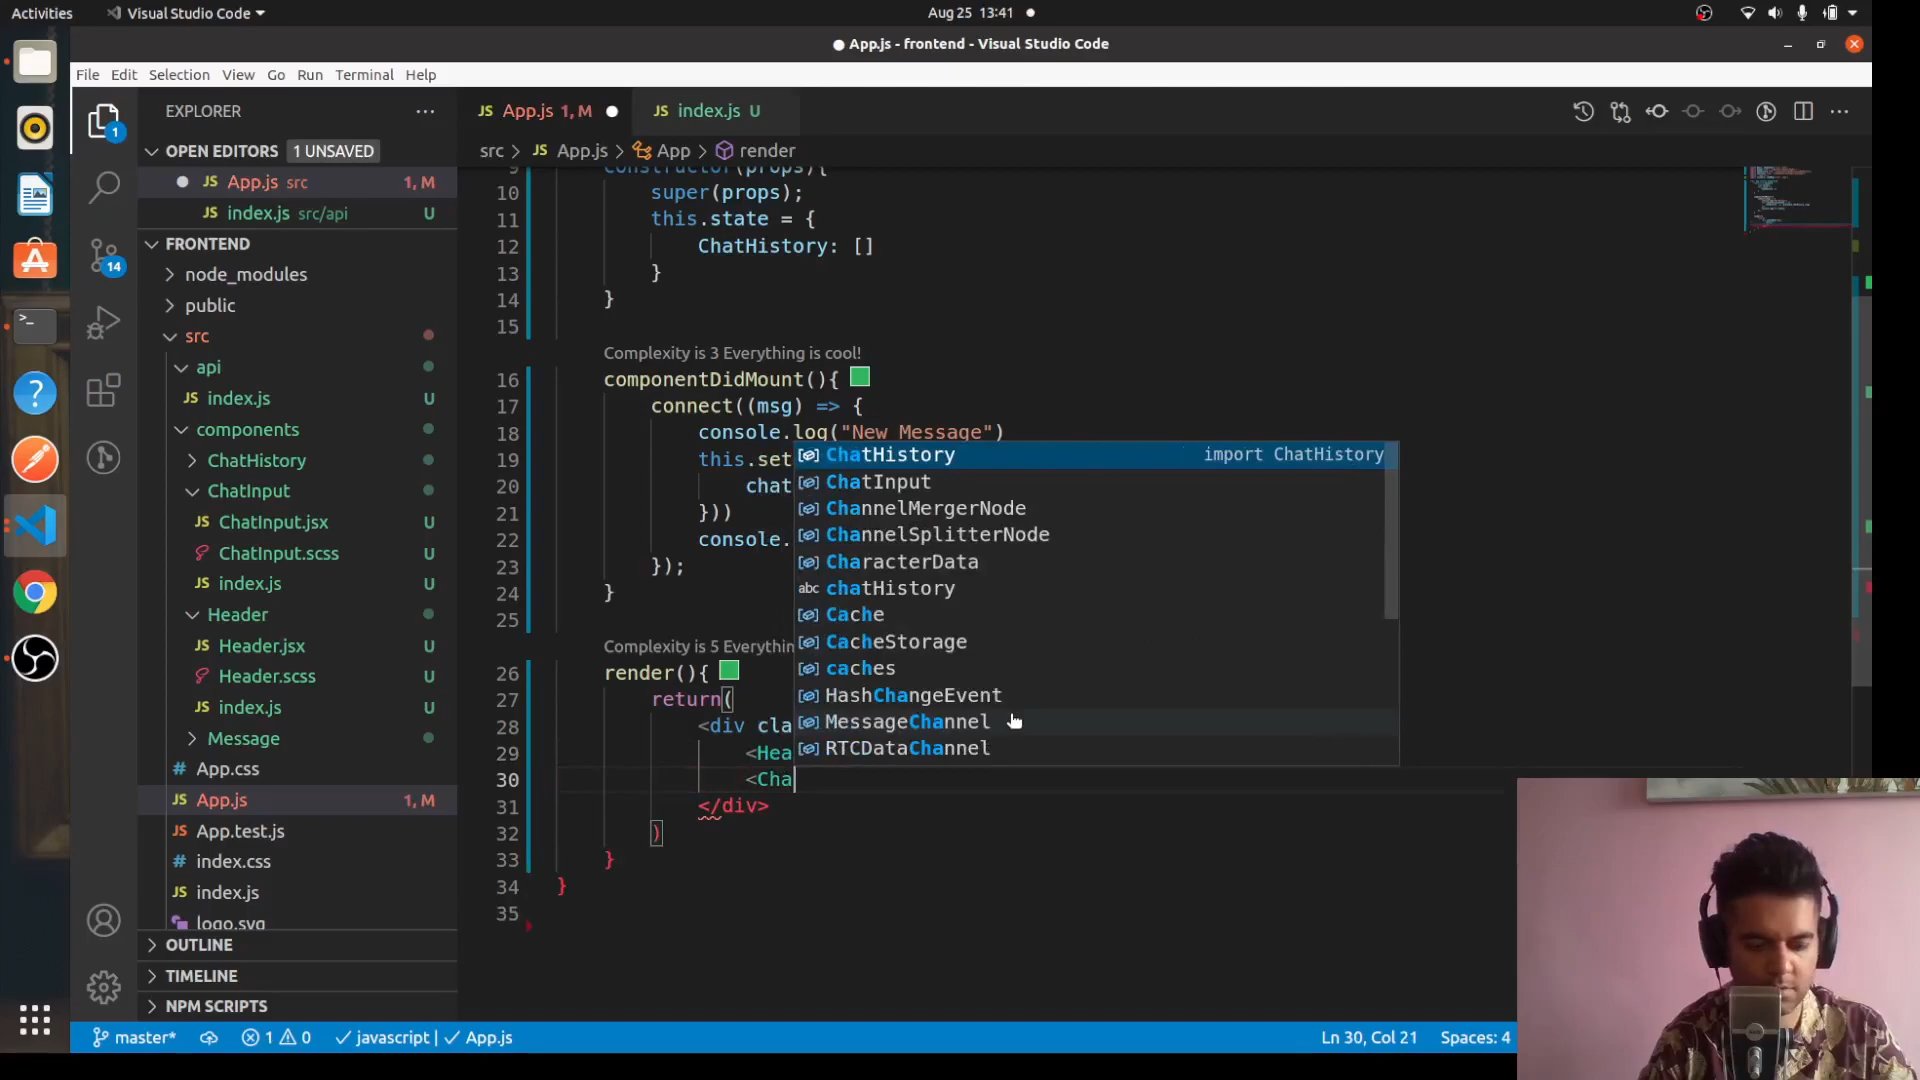 Activities
Visual Studio Code
Aug 25 13:41
App.js - frontend - Visual Studio Code
File Edit Selection View Go Run Terminal Help
EXPLORER
OPEN EDITORS 1 UNSAVED
App.js src 1, M
index.js src/api U
FRONTEND
node_modules
public
src
api
index.js U
components
ChatHistory
ChatInput
ChatInput.jsx U
ChatInput.scss U
index.js U
Header
Header.jsx U
Header.scss U
index.js U
Message
App.css
App.js 1, M
App.test.js
index.css
index.js
logo.svg
OUTLINE
TIMELINE
NPM SCRIPTS
1
14
JS App.js 1, M
JS index.js U
src > JS App.js > App > render
9 constructor(props){
10 super(props);
11 this.state = {
12 ChatHistory: []
13 }
14 }
15
Complexity is 3 Everything is cool!
16 componentDidMount(){
17 connect((msg) => {
18 console.log("New Message")
19 this.set
20 chat
21 }))
22 console.
23 });
24 }
25
Complexity is 5 Everythin
26 render(){
27 return(
28 <div cla
29 <Hea
30 <Cha
31 </div>
32 )
33 }
34 }
35
ChatHistory import ChatHistory
ChatInput
ChannelMergerNode
ChannelSplitterNode
CharacterData
abc chatHistory
Cache
CacheStorage
caches
HashChangeEvent
MessageChannel
RTCDataChannel
master* 1 0 javascript | App.js
Ln 30, Col 21 Spaces: 4